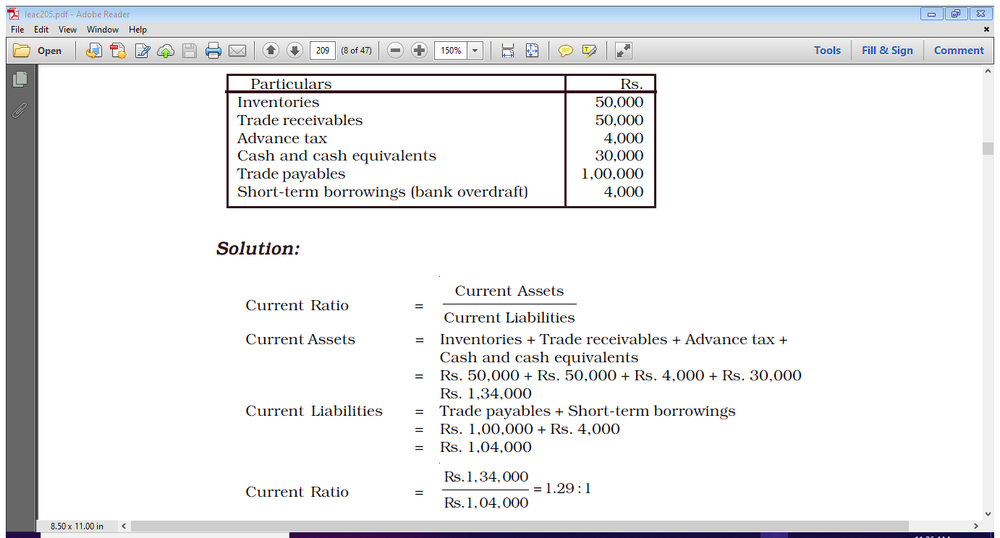 leac205.pdf - Adobe Reader
File Edit View Window Help
Open 209 (8 of 47) 150% Tools Fill & Sign Comment
Particulars Rs.
Inventories 50,000
Trade receivables 50,000
Advance tax 4,000
Cash and cash equivalents 30,000
Trade payables 1,00,000
Short-term borrowings (bank overdraft) 4,000
Solution:
Current Ratio = Current Assets
Current Liabilities
Current Assets = Inventories + Trade receivables + Advance tax +
Cash and cash equivalents
= Rs. 50,000 + Rs. 50,000 + Rs. 4,000 + Rs. 30,000
Rs. 1,34,000
Current Liabilities = Trade payables + Short-term borrowings
= Rs. 1,00,000 + Rs. 4,000
= Rs. 1,04,000
Current Ratio = Rs.1,34,000
Rs.1,04,000 = 1.29 : 1
8.50 x 11.00 in